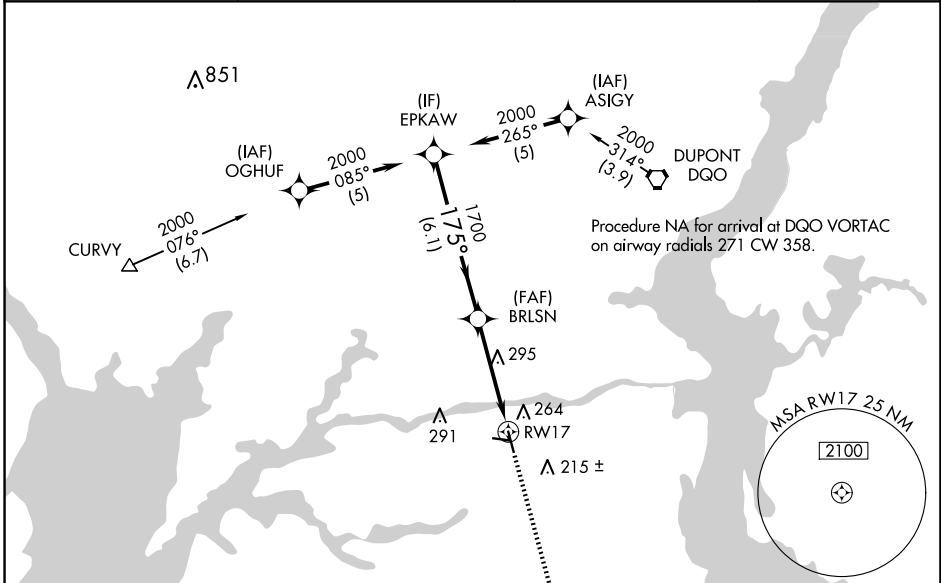 851
(IAF)
ASIGY
(IF)
EPKAW
2000
265°
(5)
2000
314°
(3.9)
DUPONT
DQO
(IAF)
OGHUF
2000
085°
(5)
Procedure NA for arrival at DQO VORTAC
on airway radials 271 CW 358.
2000
076°
(6.7)
CURVY
1700
175°
(6.1)
(FAF)
BRLSN
295
264
291
RW17
215 ±
MSA RW17 25 NM
2100